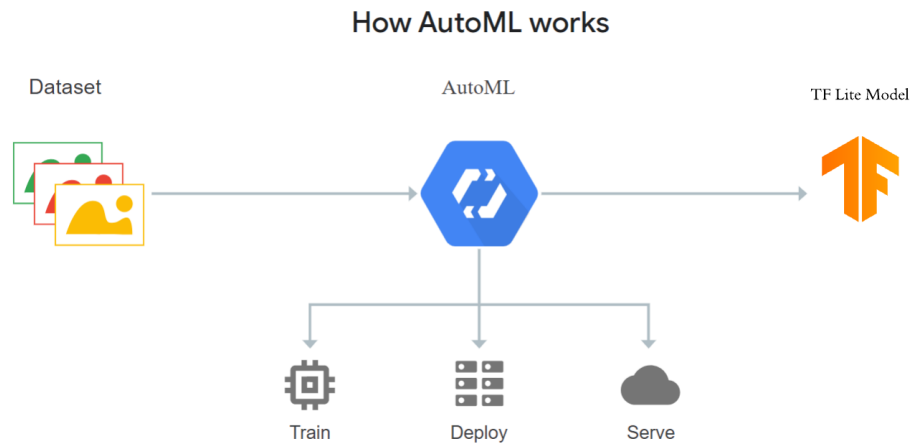 How AutoML works
Dataset
AutoML
TF Lite Model
Train
Deploy
Serve